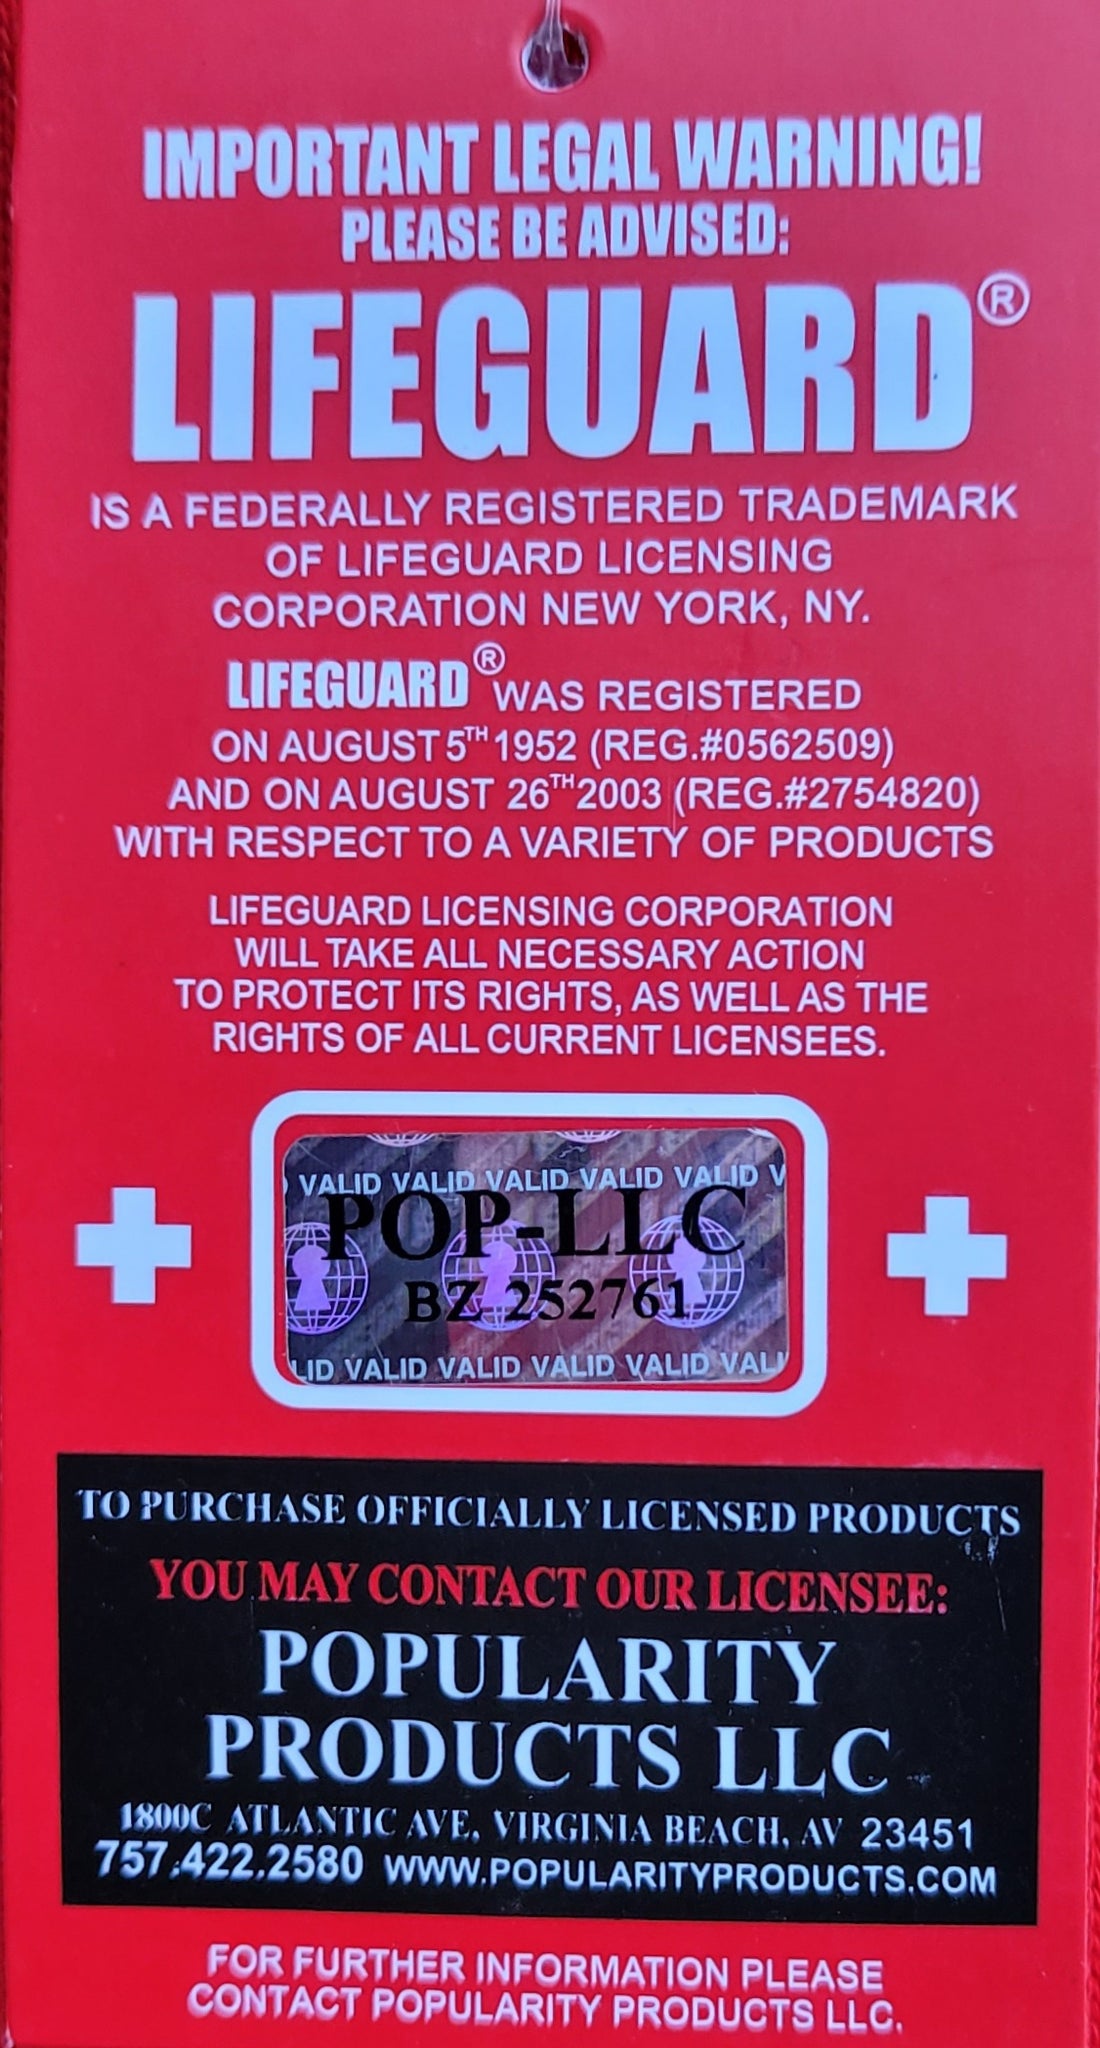 IMPORTANT LEGAL WARNING!
PLEASE BE ADVISED:
LIFEGUARD®
IS A FEDERALLY REGISTERED TRADEMARK
OF LIFEGUARD LICENSING
CORPORATION NEW YORK, NY.
LIFEGUARD® WAS REGISTERED
ON AUGUST 5TH 1952 (REG.#0562509)
AND ON AUGUST 26TH 2003 (REG.#2754820)
WITH RESPECT TO A VARIETY OF PRODUCTS
LIFEGUARD LICENSING CORPORATION
WILL TAKE ALL NECESSARY ACTION
TO PROTECT ITS RIGHTS, AS WELL AS THE
RIGHTS OF ALL CURRENT LICENSEES.
VALID VALID VALID VALID VALID V
POP-LLC
BZ 252761
LID VALID VALID VALID VALID VALI
TO PURCHASE OFFICIALLY LICENSED PRODUCTS
YOU MAY CONTACT OUR LICENSEE:
POPULARITY
PRODUCTS LLC
1800C ATLANTIC AVE, VIRGINIA BEACH, AV 23451
757.422.2580 WWW.POPULARITYPRODUCTS.COM
FOR FURTHER INFORMATION PLEASE
CONTACT POPULARITY PRODUCTS LLC.